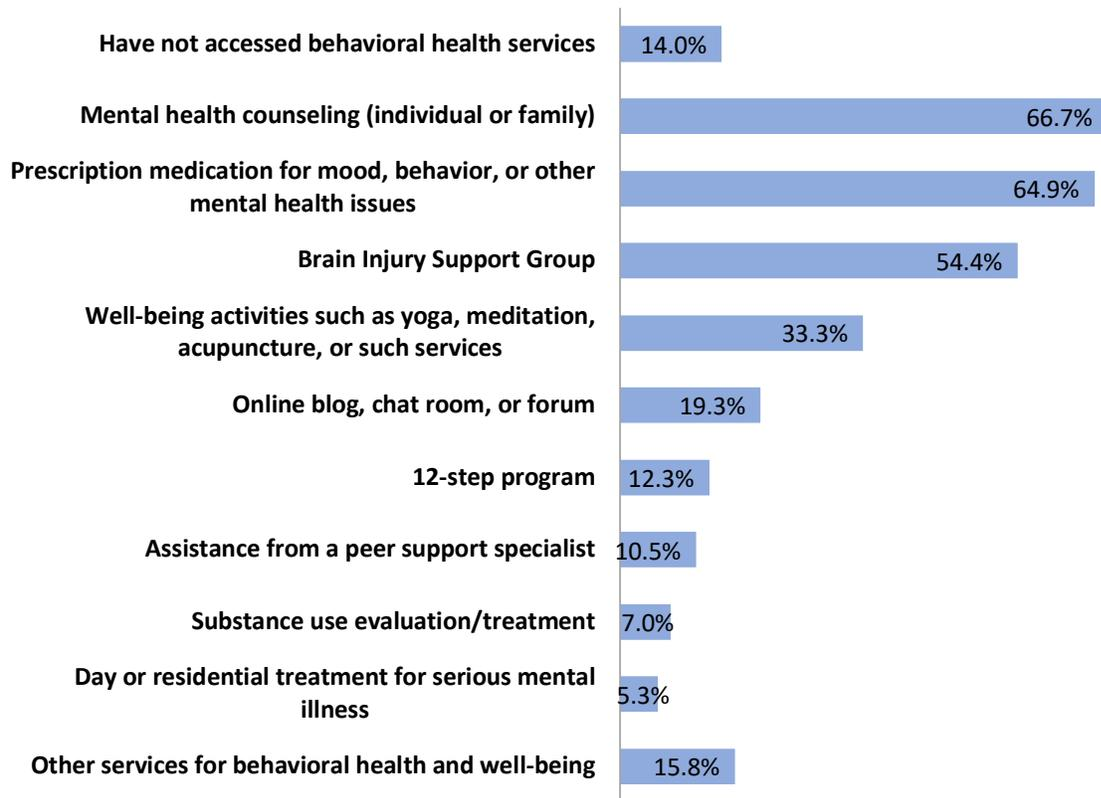 Have not accessed behavioral health services
14.0%
Mental health counseling (individual or family)
66.7%
Prescription medication for mood, behavior, or other
mental health issues
64.9%
Brain Injury Support Group
54.4%
Well-being activities such as yoga, meditation,
acupuncture, or such services
33.3%
Online blog, chat room, or forum
19.3%
12-step program
12.3%
Assistance from a peer support specialist
10.5%
Substance use evaluation/treatment
7.0%
Day or residential treatment for serious mental
illness
5.3%
Other services for behavioral health and well-being
15.8%